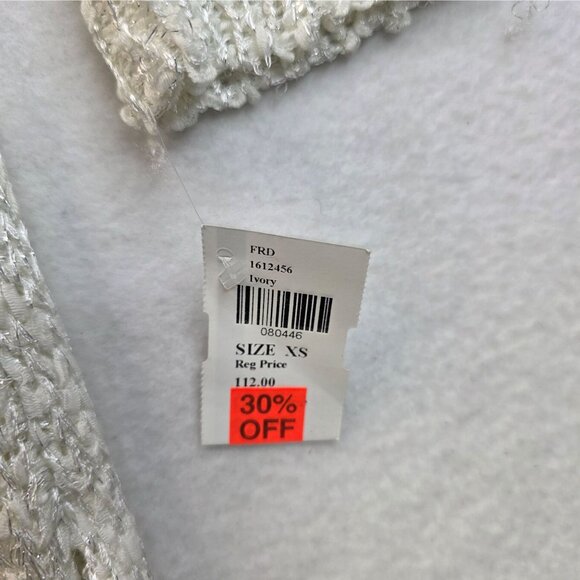 FRD
1612456
Ivory
080446
SIZE XS
Reg Price
112.00
30%
OFF